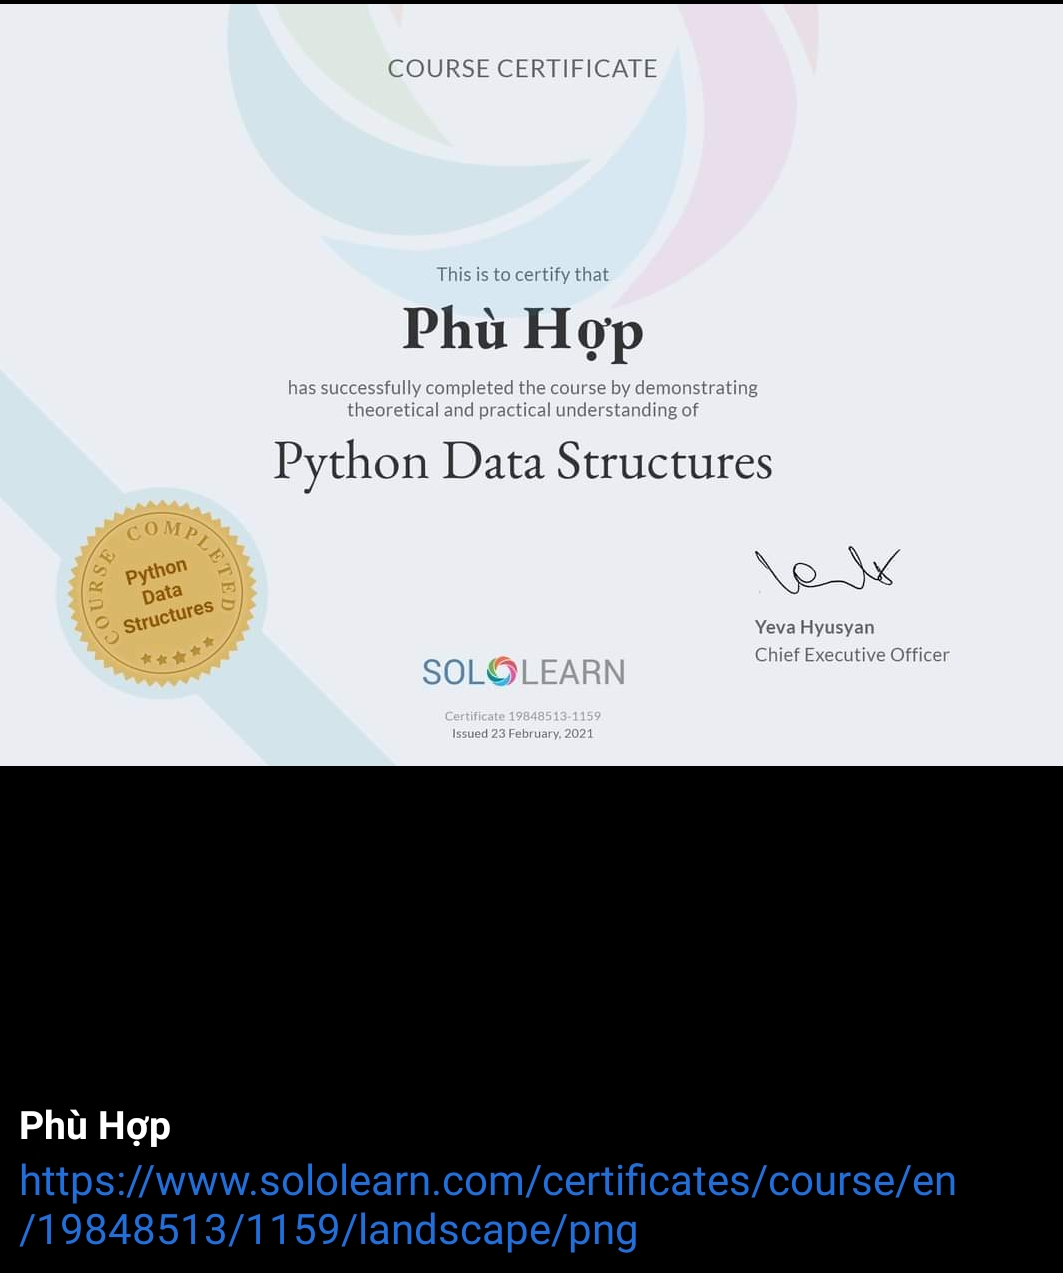 COURSE CERTIFICATE
This is to certify that
Phù Hợp
has successfully completed the course by demonstrating
theoretical and practical understanding of
Python Data Structures
COURSE COMPLETED
Python
Data
Structures
Yeva Hyusyan
Chief Executive Officer
SOLOLEARN
Certificate 19848513-1159
Issued 23 February, 2021
Phù Hợp
https://www.sololearn.com/certificates/course/en
/19848513/1159/landscape/png